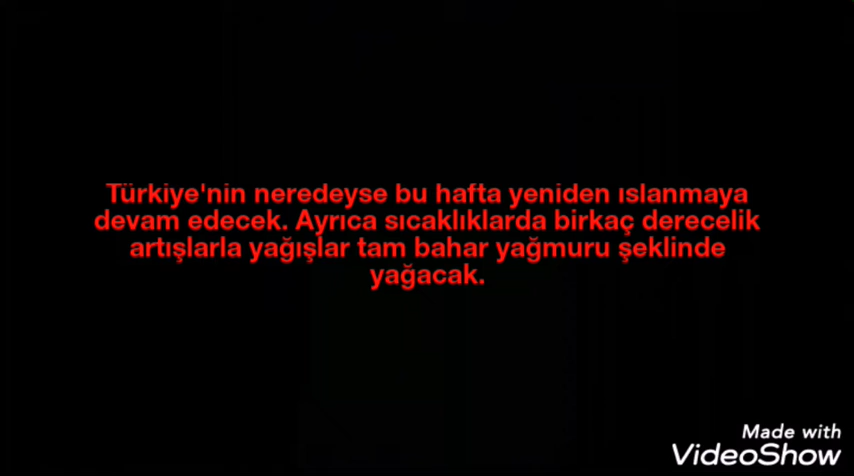 Türkiye'nin neredeyse bu hafta yeniden ıslanmaya
devam edecek. Ayrıca sıcaklıklarda birkaç derecelik
artışlarla yağışlar tam bahar yağmuru şeklinde
yağacak.
Made with
VideoShow